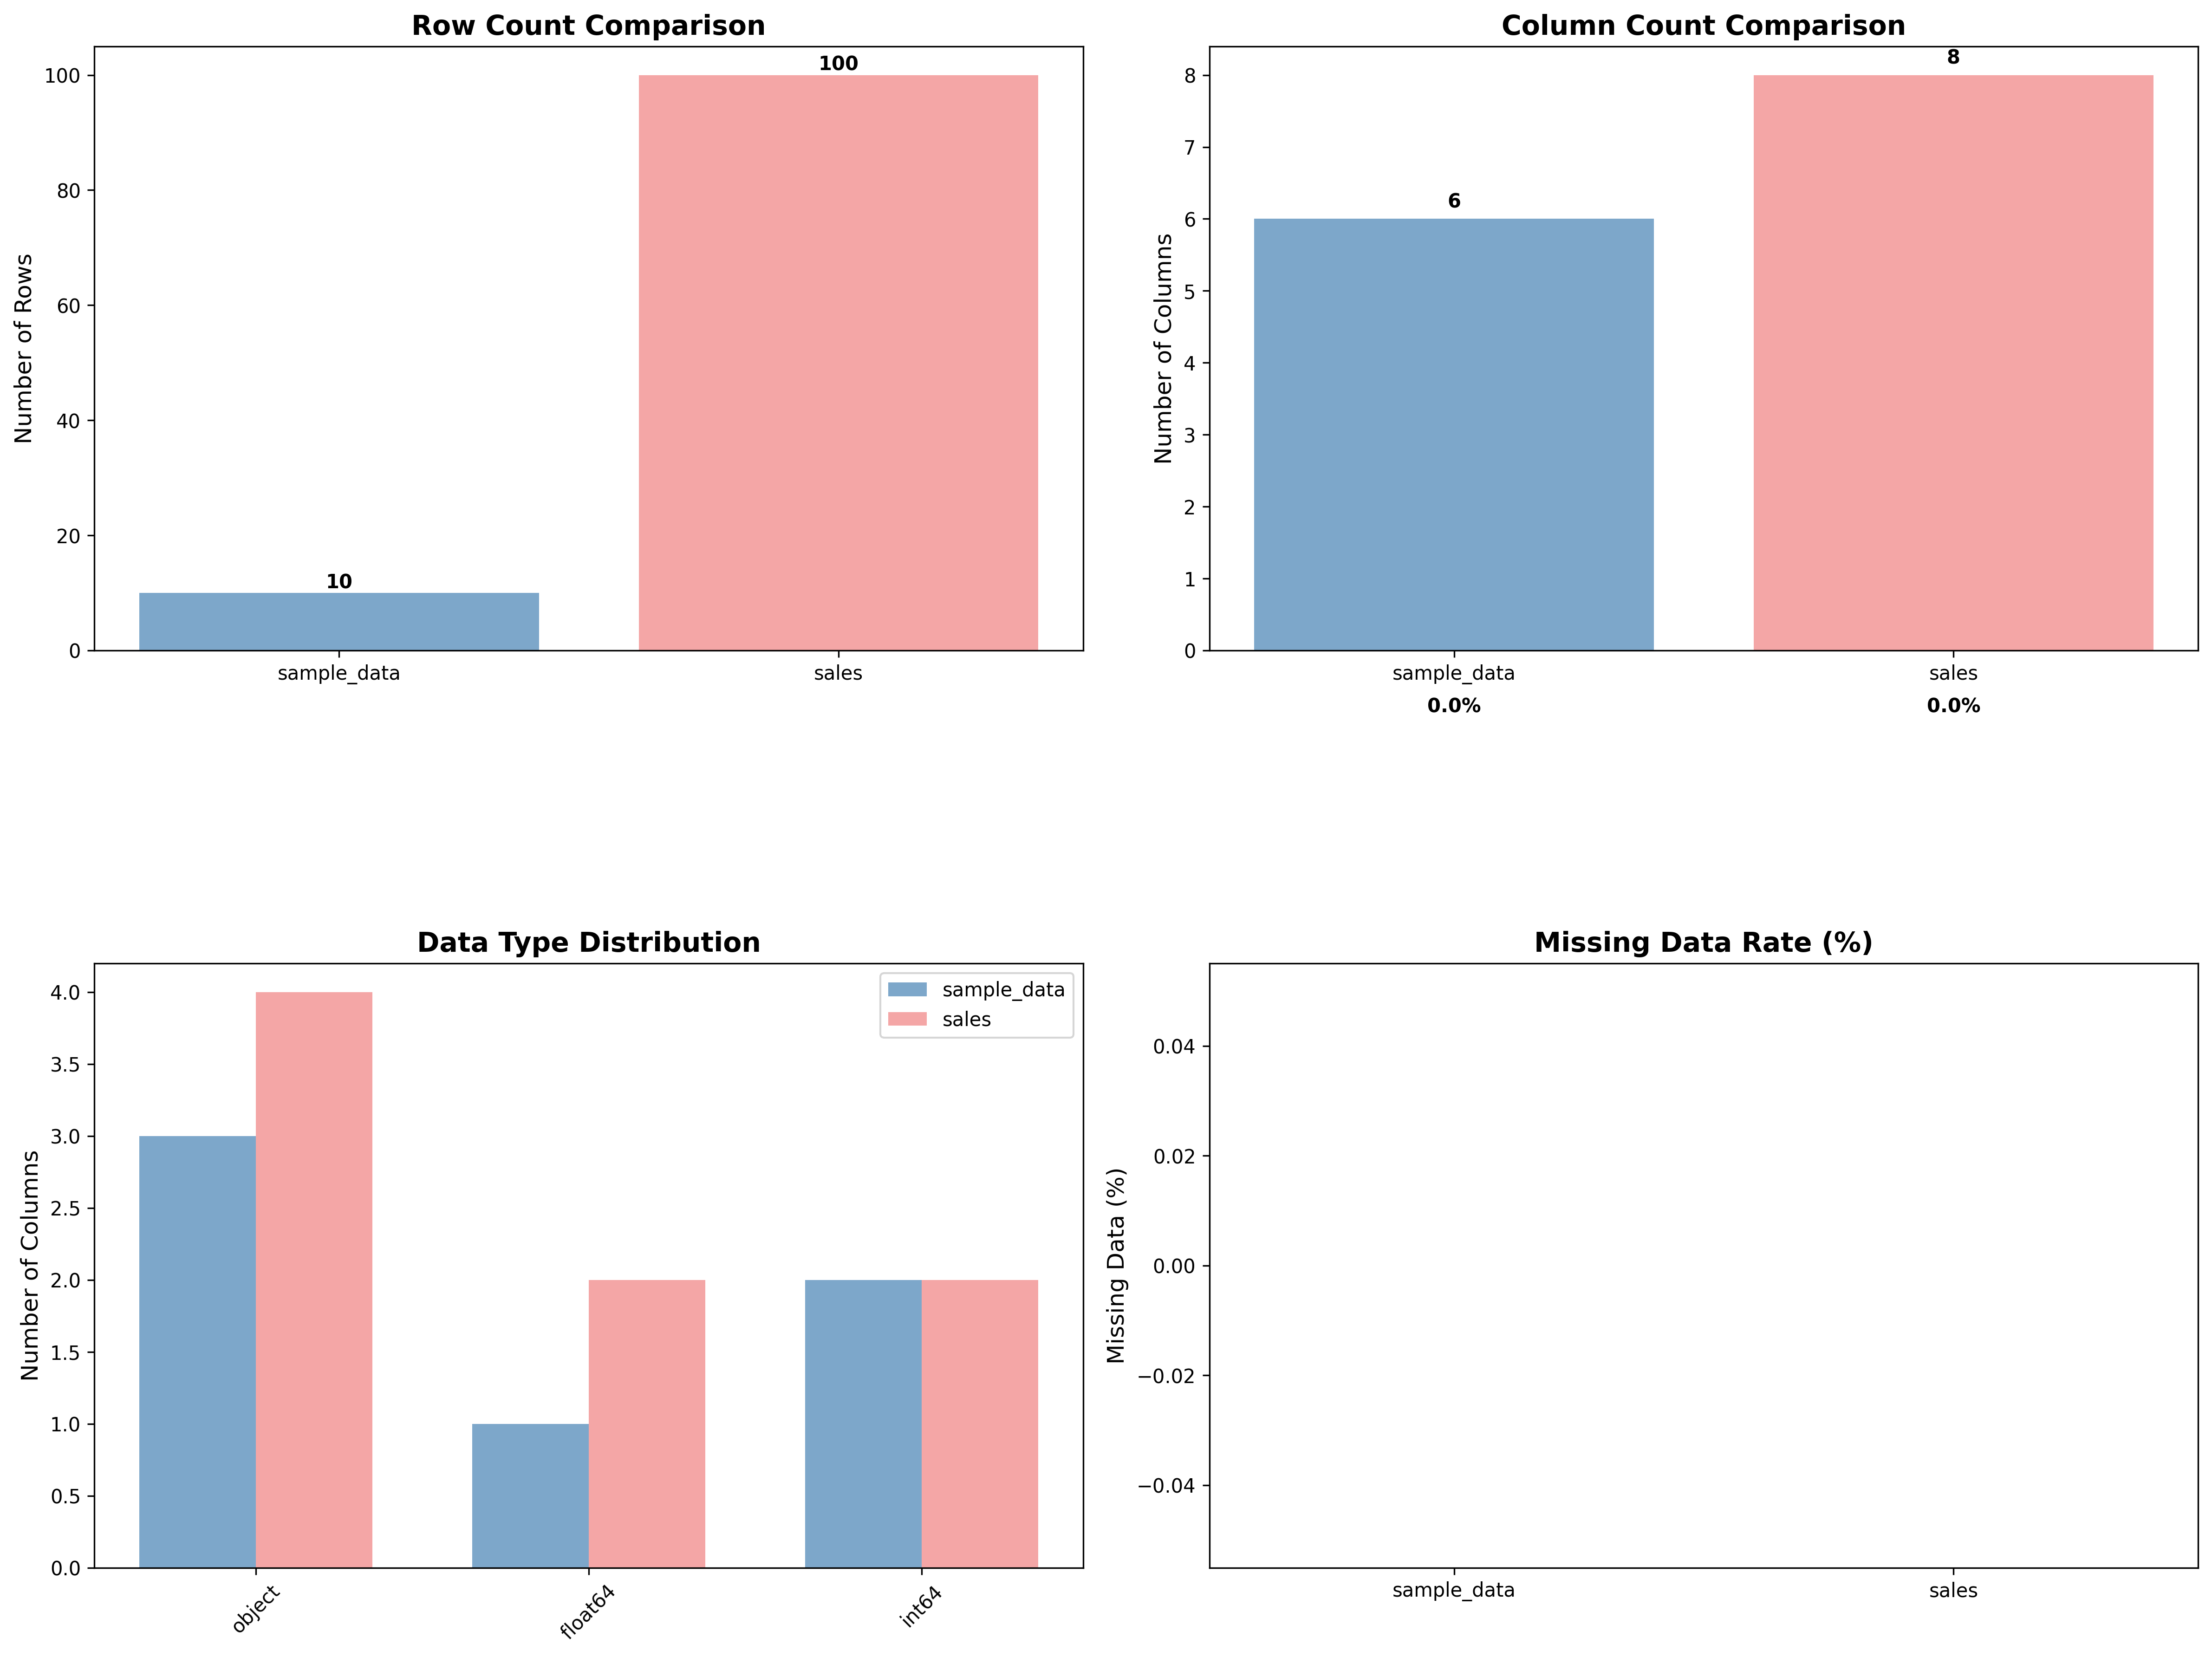 Row Count Comparison
Number of Rows
100
80
60
40
20
0
10
100
sample_data
sales
Column Count Comparison
Number of Columns
8
7
6
5
4
3
2
1
0
6
8
sample_data
sales
0.0%
0.0%
Data Type Distribution
Number of Columns
4.0
3.5
3.0
2.5
2.0
1.5
1.0
0.5
0.0
sample_data
sales
object
float64
int64
Missing Data Rate (%)
Missing Data (%)
0.04
0.02
0.00
−0.02
−0.04
sample_data
sales